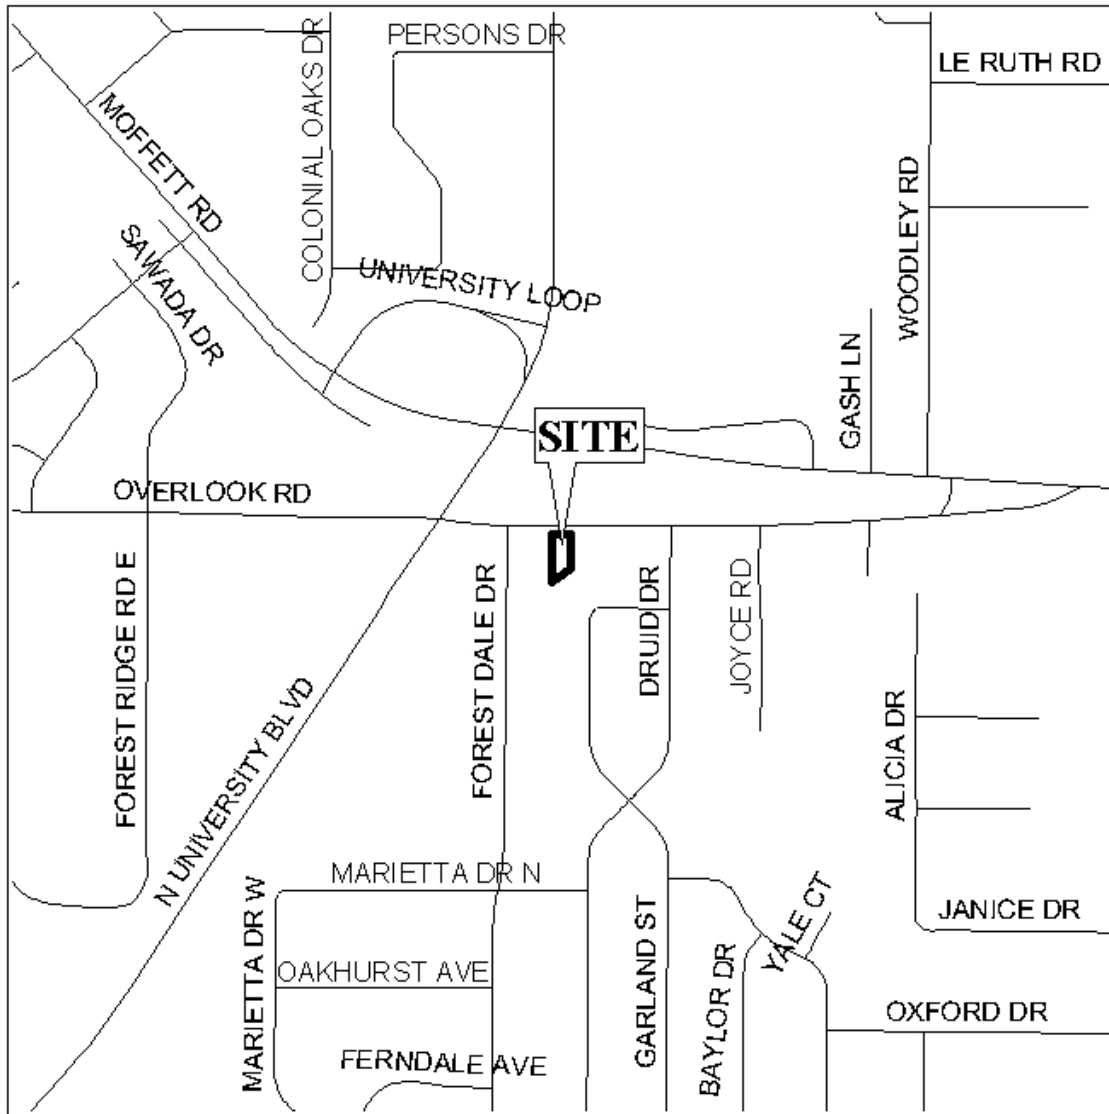 PERSONS DR
LE RUTH RD
COLONIAL OAKS DR
MOFFETT RD
WOODLEY RD
SAWADA DR
UNIVERSITY LOOP
GASH LN
SITE
OVERLOOK RD
FOREST RIDGE RD E
FOREST DALE DR
DRUID DR
JOYCE RD
N UNIVERSITY BLVD
ALICIA DR
MARIETTA DR N
YALE CT
JANICE DR
MARIETTA DR W
OAKHURST AVE
GARLAND ST
BAYLOR DR
OXFORD DR
FERNDALE AVE